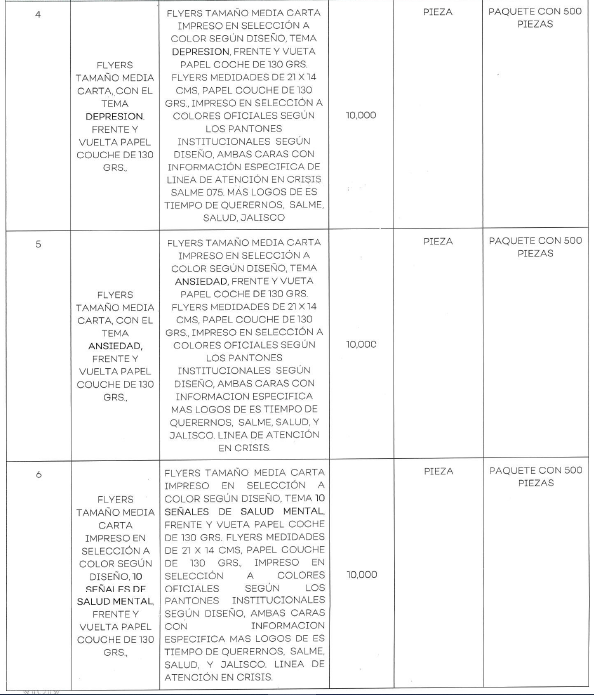 4
FLYERS
TAMAÑO MEDIA
CARTA, CON EL
TEMA
DEPRESION,
FRENTE Y
VUELTA PAPEL
COUCHE DE 130
GRS.,
FLYERS TAMAÑO MEDIA CARTA
IMPRESO EN SELECCIÓN A
COLOR SEGÚN DISEÑO, TEMA
DEPRESION, FRENTE Y VUETA
PAPEL COCHE DE 130 GRS.
FLYERS MEDIDADES DE 21 X 14
CMS, PAPEL COUCHE DE 130
GRS., IMPRESO EN SELECCIÓN A
COLORES OFICIALES SEGÚN
LOS PANTONES
INSTITUCIONALES SEGÚN
DISEÑO, AMBAS CARAS CON
INFORMACIÓN ESPECIFICA DE
LINEA DE ATENCIÓN EN CRISIS
SALME 075. MAS LOGOS DE ES
TIEMPO DE QUERERNOS, SALME,
SALUD, JALISCO
10,000
PIEZA
PAQUETE CON 500
PIEZAS
5
FLYERS
TAMAÑO MEDIA
CARTA, CON EL
TEMA
ANSIEDAD,
FRENTE Y
VUELTA PAPEL
COUCHE DE 130
GRS.,
FLYERS TAMAÑO MEDIA CARTA
IMPRESO EN SELECCIÓN A
COLOR SEGÚN DISEÑO, TEMA
ANSIEDAD, FRENTE Y VUETA
PAPEL COCHE DE 130 GRS.
FLYERS MEDIDADES DE 21 X 14
CMS, PAPEL COUCHE DE 130
GRS., IMPRESO EN SELECCIÓN A
COLORES OFICIALES SEGÚN
LOS PANTONES
INSTITUCIONALES SEGÚN
DISEÑO, AMBAS CARAS CON
INFORMACION ESPECIFICA
MAS LOGOS DE ES TIEMPO DE
QUERERNOS, SALME, SALUD, Y
JALISCO. LINEA DE ATENCIÓN
EN CRISIS.
10,000
PIEZA
PAQUETE CON 500
PIEZAS
6
FLYERS
TAMAÑO MEDIA
CARTA
IMPRESO EN
SELECCIÓN A
COLOR SEGÚN
DISEÑO, 10
SEÑALES DE
SALUD MENTAL,
FRENTE Y
VUELTA PAPEL
COUCHE DE 130
GRS.,
FLYERS TAMAÑO MEDIA CARTA
IMPRESO EN SELECCIÓN A
COLOR SEGÚN DISEÑO, TEMA 10
SEÑALES DE SALUD MENTAL,
FRENTE Y VUETA PAPEL COCHE
DE 130 GRS. FLYERS MEDIDADES
DE 21 X 14 CMS, PAPEL COUCHE
DE 130 GRS., IMPRESO EN
SELECCIÓN A COLORES
OFICIALES SEGÚN LOS
PANTONES INSTITUCIONALES
SEGÚN DISEÑO, AMBAS CARAS
CON INFORMACION
ESPECIFICA MAS LOGOS DE ES
TIEMPO DE QUERERNOS, SALME,
SALUD, Y JALISCO. LINEA DE
ATENCIÓN EN CRISIS.
10,000
PIEZA
PAQUETE CON 500
PIEZAS